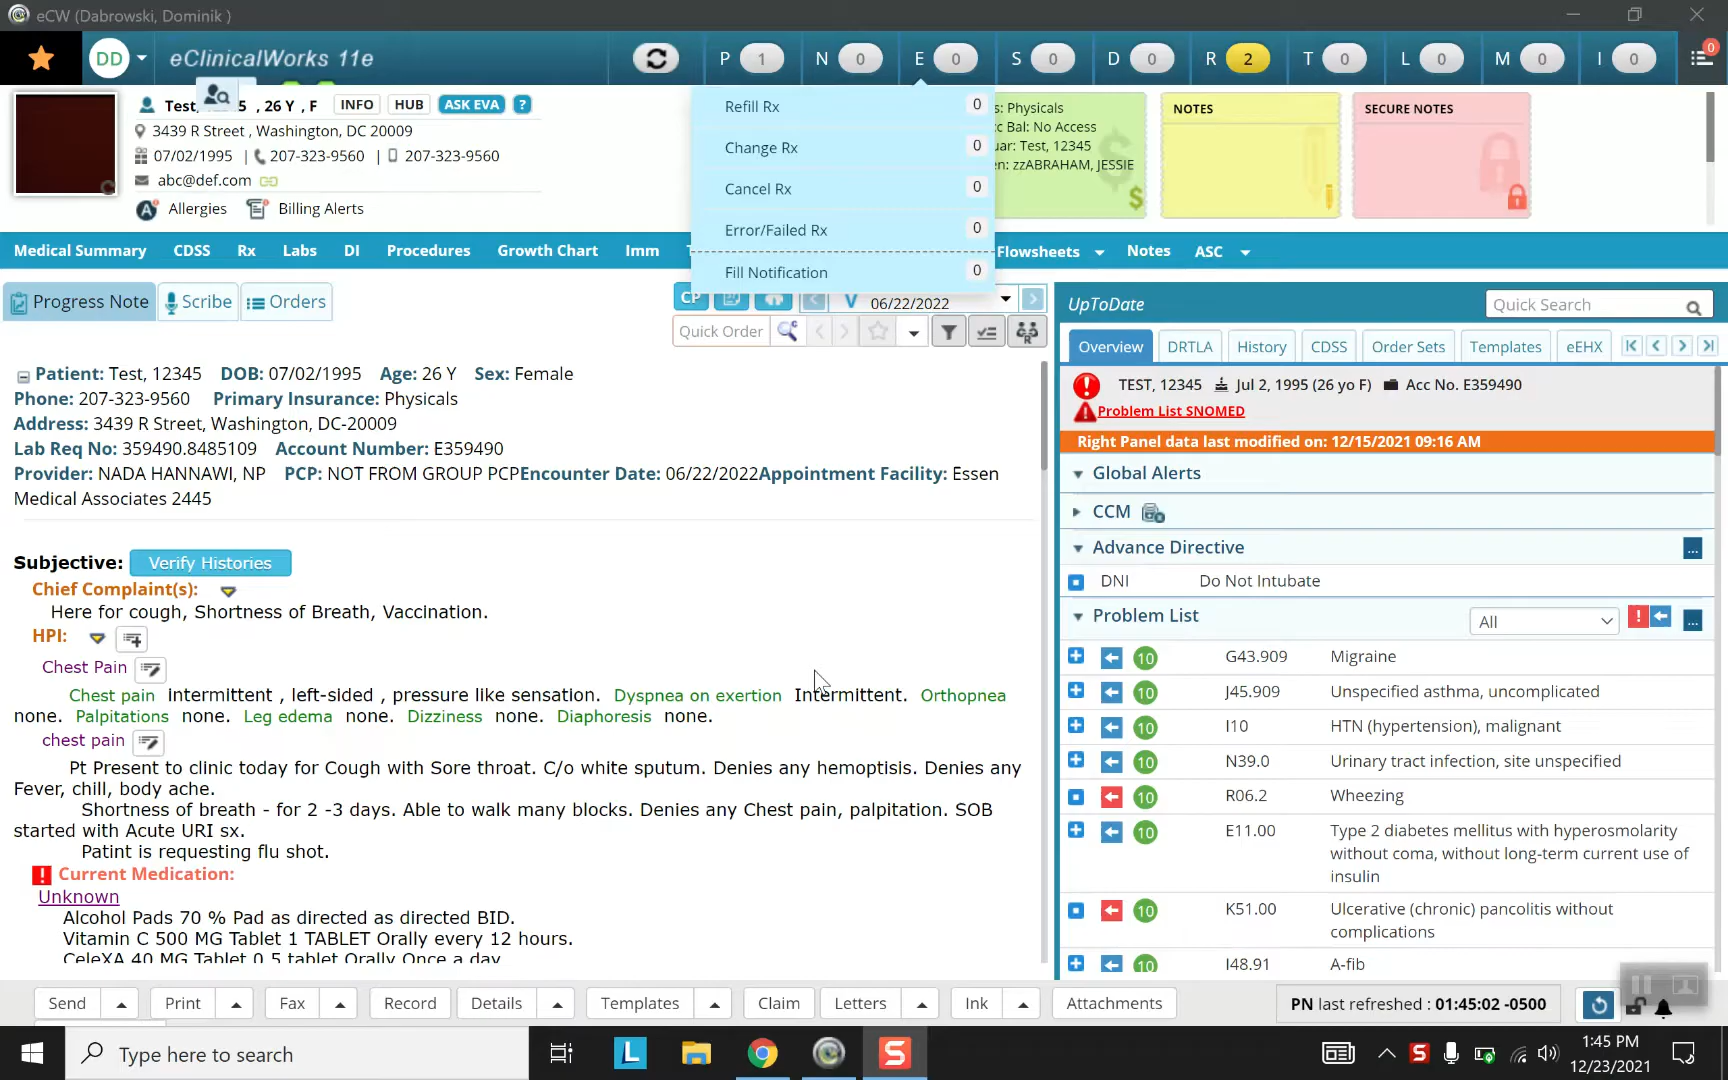 eCW (Dabrowski, Dominik )
DD eClinicalWorks 11e P 1 N 0 E 0 S 0 D 0 R 2 T 0 L 0 M 0 I 0 0
Test, 12345 , 26 Y , F INFO HUB ASK EVA ?
3439 R Street , Washington, DC 20009
07/02/1995 | 207-323-9560 | 207-323-9560
abc@def.com
Allergies Billing Alerts
Refill Rx 0
Change Rx 0
Cancel Rx 0
Error/Failed Rx 0
Fill Notification 0
s: Physicals
cc Bal: No Access
uar: Test, 12345
en: zzABRAHAM, JESSIE
NOTES
SECURE NOTES
Medical Summary CDSS Rx Labs DI Procedures Growth Chart Imm Flowsheets Notes ASC
Progress Note Scribe Orders
CP V 06/22/2022
Quick Order
Patient: Test, 12345 DOB: 07/02/1995 Age: 26 Y Sex: Female
Phone: 207-323-9560 Primary Insurance: Physicals
Address: 3439 R Street, Washington, DC-20009
Lab Req No: 359490.8485109 Account Number: E359490
Provider: NADA HANNAWI, NP PCP: NOT FROM GROUP PCPEncounter Date: 06/22/2022Appointment Facility: Essen
Medical Associates 2445
Subjective: Verify Histories
Chief Complaint(s):
Here for cough, Shortness of Breath, VaccInation.
HPI:
Chest Pain
Chest pain intermittent , left-sided , pressure like sensation. Dyspnea on exertion Intermittent. Orthopnea
none. Palpitations none. Leg edema none. Dizziness none. Diaphoresis none.
chest pain
Pt Present to clinic today for Cough with Sore throat. C/o white sputum. Denies any hemoptisis. Denies any
Fever, chill, body ache.
Shortness of breath - for 2 -3 days. Able to walk many blocks. Denies any Chest pain, palpitation. SOB
started with Acute URI sx.
Patint is requesting flu shot.
Current Medication:
Unknown
Alcohol Pads 70 % Pad as directed as directed BID.
Vitamin C 500 MG Tablet 1 TABLET Orally every 12 hours.
CeleXA 40 MG Tablet 0.5 tablet Orally Once a day
UpToDate Quick Search
Overview DRTLA History CDSS Order Sets Templates eEHX
TEST, 12345 Jul 2, 1995 (26 yo F) Acc No. E359490
Problem List SNOMED
Right Panel data last modified on: 12/15/2021 09:16 AM
Global Alerts
CCM
Advance Directive ...
DNI Do Not Intubate
Problem List All ! ...
10 G43.909 Migraine
10 J45.909 Unspecified asthma, uncomplicated
10 I10 HTN (hypertension), malignant
10 N39.0 Urinary tract infection, site unspecified
10 R06.2 Wheezing
10 E11.00 Type 2 diabetes mellitus with hyperosmolarity
without coma, without long-term current use of
insulin
10 K51.00 Ulcerative (chronic) pancolitis without
complications
10 I48.91 A-fib
Send Print Fax Record Details Templates Claim Letters Ink Attachments PN last refreshed : 01:45:02 -0500
Type here to search L S S 1:45 PM
12/23/2021